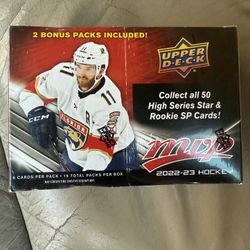 2 BONUS PACKS INCLUDED!
UPPER
DECK
Collect all 50
High Series Star &
Rookie SP Cards!
11
A
CCM
mvp
2022-23 HOCKEY
6 CARDS PER PACK • 15 TOTAL PACKS PER BOX